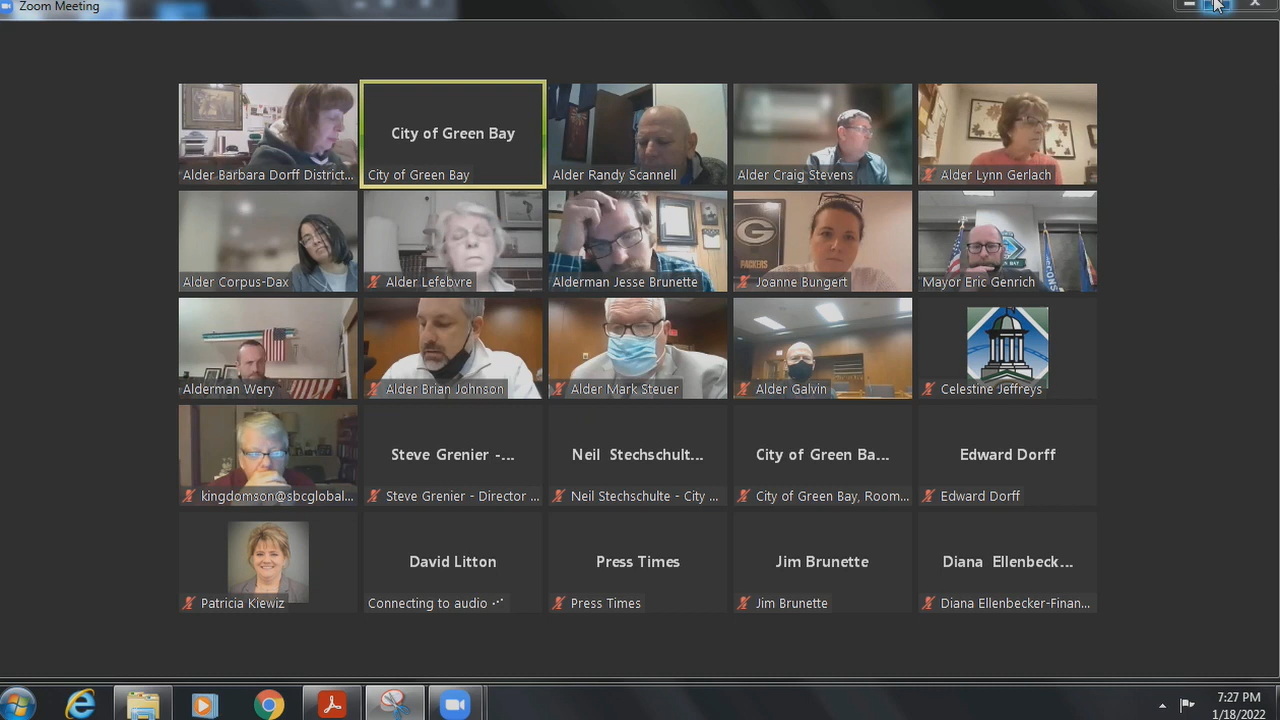 Zoom Meeting
Alder Barbara Dorff District...
City of Green Bay
City of Green Bay
Alder Randy Scannell
Alder Craig Stevens
Alder Lynn Gerlach
Alder Corpus-Dax
Alder Lefebvre
Alderman Jesse Brunette
G
PACKERS
Joanne Bungert
Mayor Eric Genrich
Alderman Wery
Alder Brian Johnson
Alder Mark Steuer
Alder Galvin
Celestine Jeffreys
kingdomson@sbcglobal...
Steve Grenier -...
Steve Grenier - Director ...
Neil Stechschult...
Neil Stechschulte - City ...
City of Green Ba...
City of Green Bay, Room...
Edward Dorff
Edward Dorff
Patricia Kiewiz
David Litton
Connecting to audio
Press Times
Press Times
Jim Brunette
Jim Brunette
Diana Ellenbeck...
Diana Ellenbecker-Finan...
7:27 PM
1/18/2022